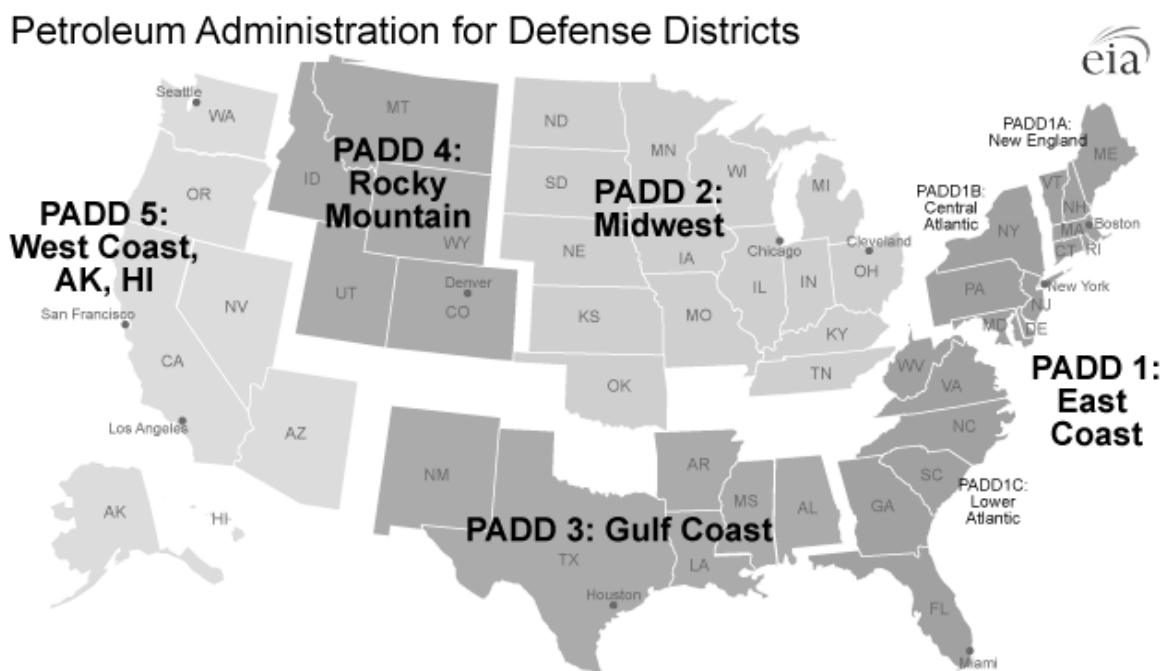 Petroleum Administration for Defense Districts
eia
Seattle
WA
MT
ND
MN
PADD1A:
New England
ME
PADD 4:
Rocky
Mountain
ID
OR
SD
WI
MI
PADD 2:
Midwest
PADD1B:
Central
Atlantic
VT
NH
NY
MA
Boston
CT
RI
PADD 5:
West Coast,
AK, HI
WY
NE
IA
Chicago
Cleveland
OH
IL
IN
PA
New York
NJ
MD
DE
UT
Denver
CO
NV
San Francisco
KS
MO
KY
CA
TN
WV
VA
PADD 1:
East
Coast
OK
NC
Los Angeles
AZ
NM
AR
SC
PADD1C:
Lower
Atlantic
MS
AL
GA
AK
HI
PADD 3: Gulf Coast
TX
LA
Houston
FL
Miami